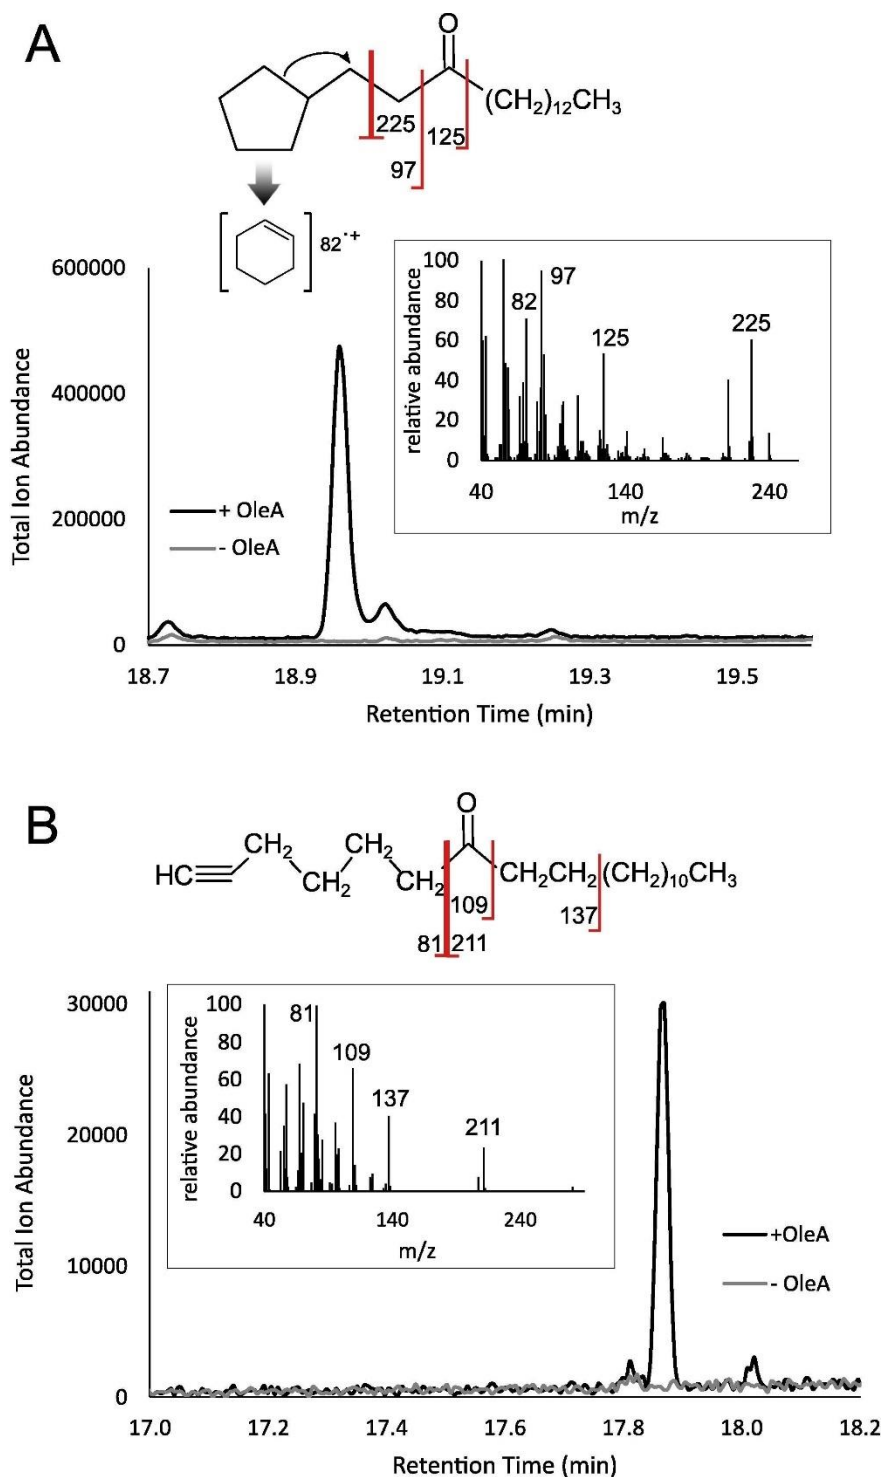 A
O
(CH2)12CH3
225
125
97
82·+
600000
400000
200000
0
Total Ion Abundance
+ OleA
- OleA
100
80
60
40
20
0
relative abundance
97
82
125
225
40
140
240
m/z
18.7
18.9
19.1
19.3
19.5
Retention Time (min)
B
O
HC
CH2
CH2
CH2
CH2
CH2
CH2CH2(CH2)10CH3
109
137
81
211
30000
20000
10000
0
Total Ion Abundance
100
80
60
40
20
0
relative abundance
81
109
137
211
40
140
240
m/z
+OleA
- OleA
17.0
17.2
17.4
17.6
17.8
18.0
18.2
Retention Time (min)